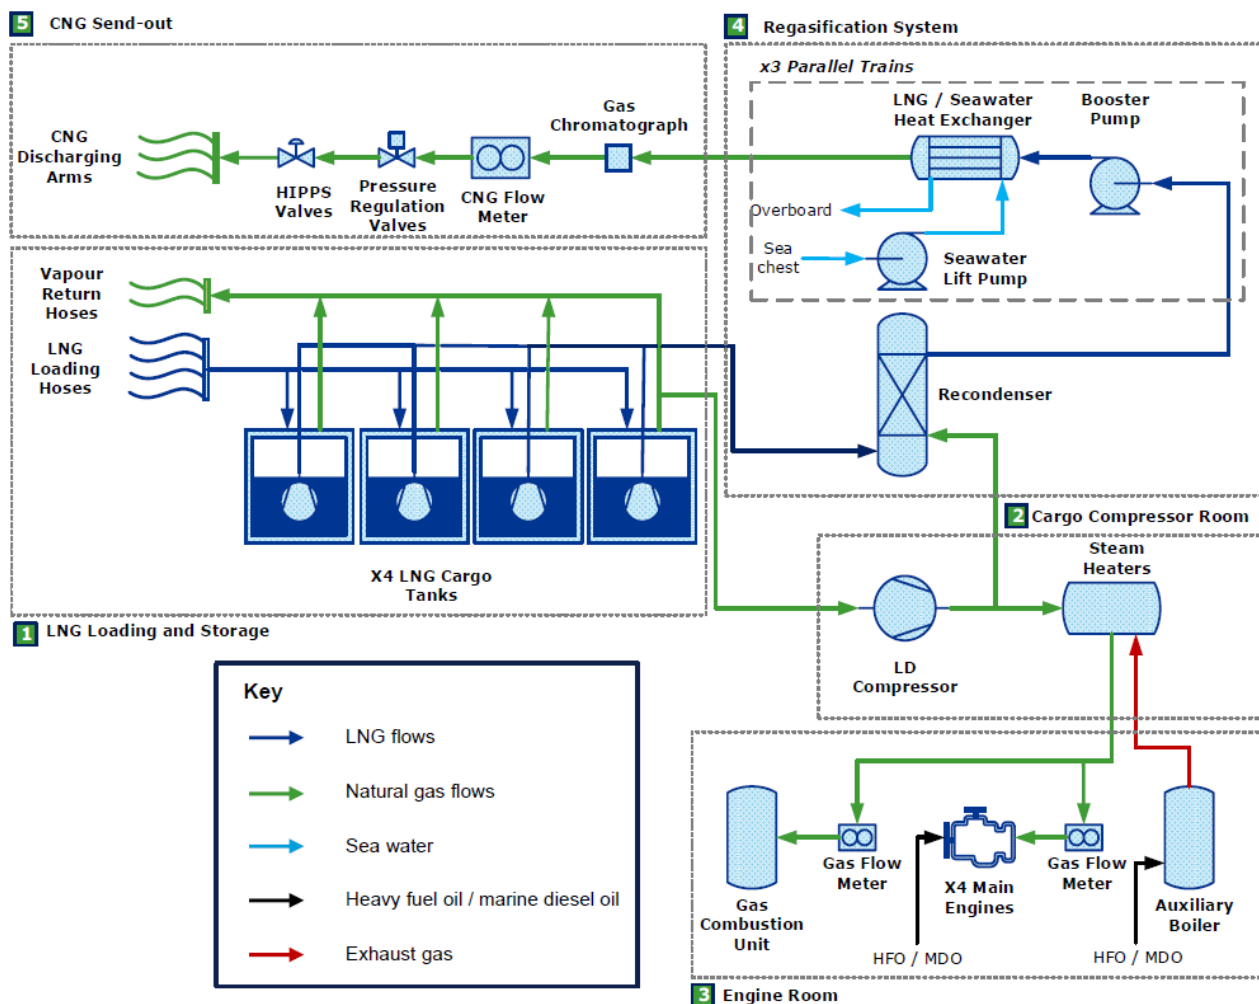 5 CNG Send-out
CNG
Discharging
Arms
HIPPS
Valves
Pressure
Regulation
Valves
CNG Flow
Meter
Gas
Chromatograph
4 Regasification System
x3 Parallel Trains
LNG / Seawater
Heat Exchanger
Booster
Pump
Overboard
Sea
chest
Seawater
Lift Pump
Recondenser
Vapour
Return
Hoses
LNG
Loading
Hoses
X4 LNG Cargo
Tanks
1 LNG Loading and Storage
2 Cargo Compressor Room
Steam
Heaters
LD
Compressor
Key
LNG flows
Natural gas flows
Sea water
Heavy fuel oil / marine diesel oil
Exhaust gas
Gas
Combustion
Unit
Gas Flow
Meter
X4 Main
Engines
Gas Flow
Meter
Auxiliary
Boiler
HFO / MDO
HFO / MDO
3 Engine Room